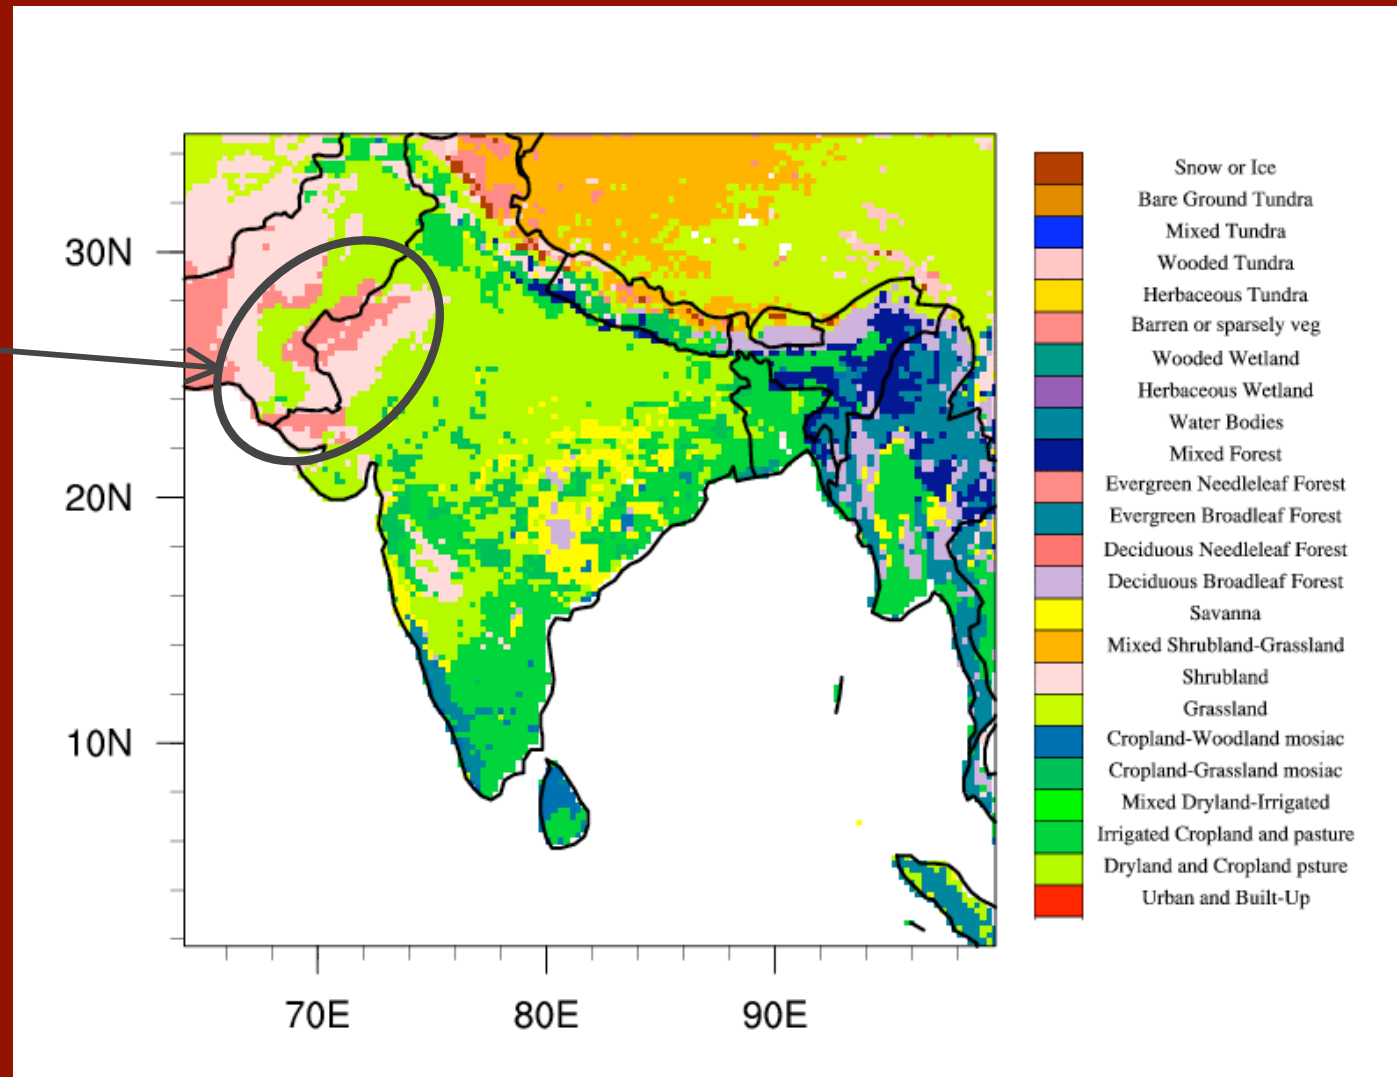 30N
20N
10N
70E
80E
90E
Snow or Ice
Bare Ground Tundra
Mixed Tundra
Wooded Tundra
Herbaceous Tundra
Barren or sparsely veg
Wooded Wetland
Herbaceous Wetland
Water Bodies
Mixed Forest
Evergreen Needleleaf Forest
Evergreen Broadleaf Forest
Deciduous Needleleaf Forest
Deciduous Broadleaf Forest
Savanna
Mixed Shrubland-Grassland
Shrubland
Grassland
Cropland-Woodland mosiac
Cropland-Grassland mosiac
Mixed Dryland-Irrigated
Irrigated Cropland and pasture
Dryland and Cropland psture
Urban and Built-Up